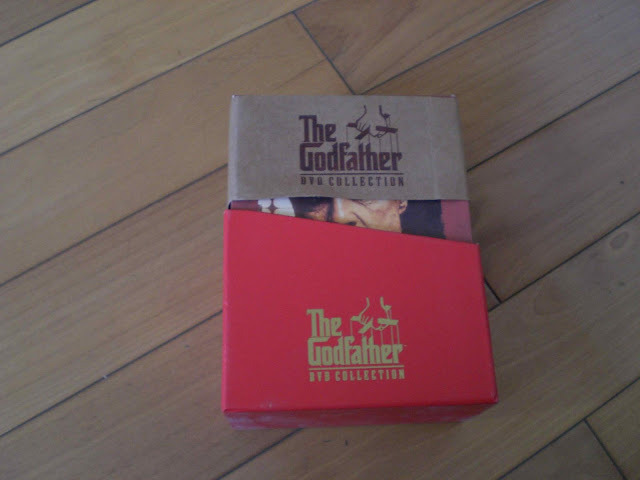 The
Godfather
DVD COLLECTION
The
Godfather
DVD COLLECTION